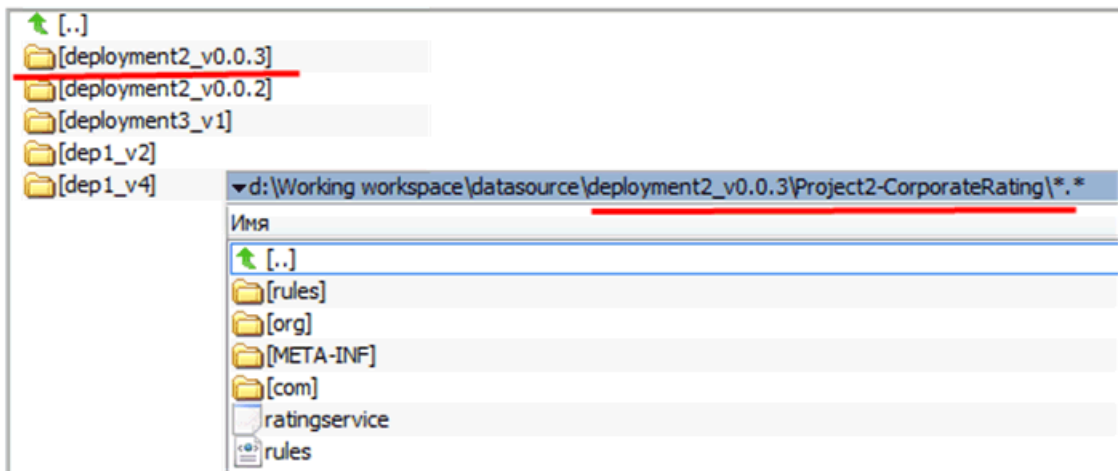 [..]
[deployment2_v0.0.3]
[deployment2_v0.0.2]
[deployment3_v1]
[dep1_v2]
[dep1_v4]
d:\Working workspace\datasource\deployment2_v0.0.3\Project2-CorporateRating\*.*
Имя
[..]
[rules]
[org]
[META-INF]
[com]
ratingservice
rules